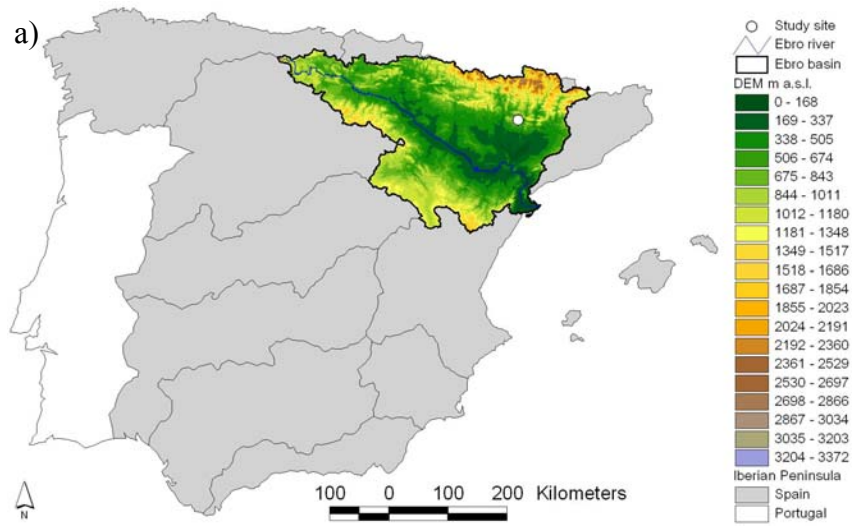 a)
Study site
Ebro river
Ebro basin
DEM m a.s.l.
0 - 168
169 - 337
338 - 505
506 - 674
675 - 843
844 - 1011
1012 - 1180
1181 - 1348
1349 - 1517
1518 - 1686
1687 - 1854
1855 - 2023
2024 - 2191
2192 - 2360
2361 - 2529
2530 - 2697
2698 - 2866
2867 - 3034
3035 - 3203
3204 - 3372
Iberian Peninsula
Spain
Portugal
N
100 0 100 200 Kilometers